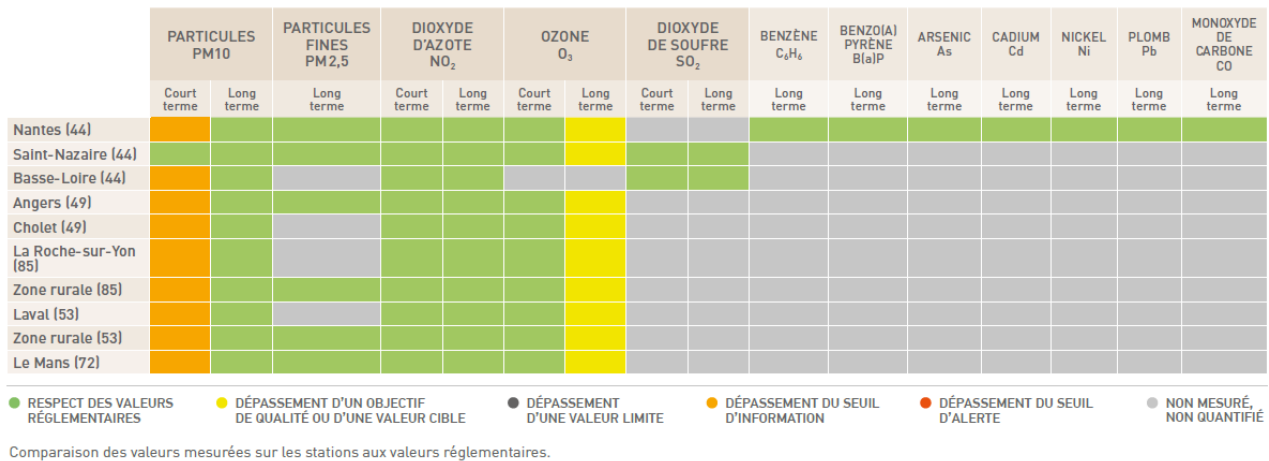 PARTICULES
PM10
PARTICULES
FINES
PM2,5
DIOXYDE
D'AZOTE
NO₂
OZONE
O₃
DIOXYDE
DE SOUFRE
SO₂
BENZÈNE
C₆H₆
BENZO(A)
PYRÈNE
B(a)P
ARSENIC
As
CADIUM
Cd
NICKEL
Ni
PLOMB
Pb
MONOXYDE
DE
CARBONE
CO
Court
terme
Long
terme
Long
terme
Court
terme
Long
terme
Court
terme
Long
terme
Court
terme
Long
terme
Long
terme
Long
terme
Long
terme
Long
terme
Long
terme
Long
terme
Long
terme
Nantes (44)
Saint-Nazaire (44)
Basse-Loire (44)
Angers (49)
Cholet (49)
La Roche-sur-Yon
(85)
Zone rurale (85)
Laval (53)
Zone rurale (53)
Le Mans (72)
RESPECT DES VALEURS
RÉGLEMENTAIRES
DÉPASSEMENT D'UN OBJECTIF
DE QUALITÉ OU D'UNE VALEUR CIBLE
DÉPASSEMENT
D'UNE VALEUR LIMITE
DÉPASSEMENT DU SEUIL
D'INFORMATION
DÉPASSEMENT DU SEUIL
D'ALERTE
NON MESURÉ,
NON QUANTIFIÉ
Comparaison des valeurs mesurées sur les stations aux valeurs réglementaires.